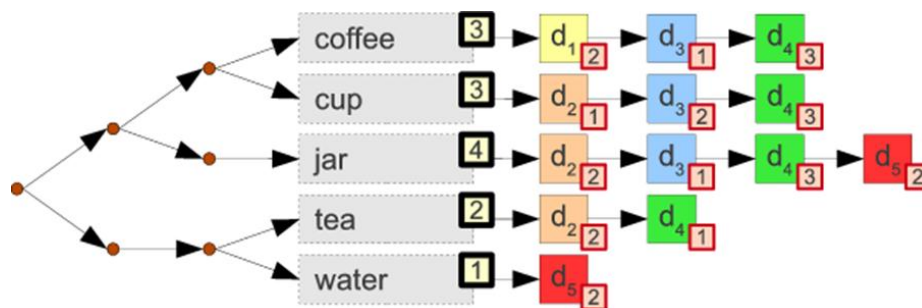 coffee 3 d₁ 2 d₃ 1 d₄ 3
cup 3 d₂ 1 d₃ 2 d₄ 3
jar 4 d₂ 2 d₃ 1 d₄ 3 d₅ 2
tea 2 d₂ 2 d₄ 1
water 1 d₅ 2